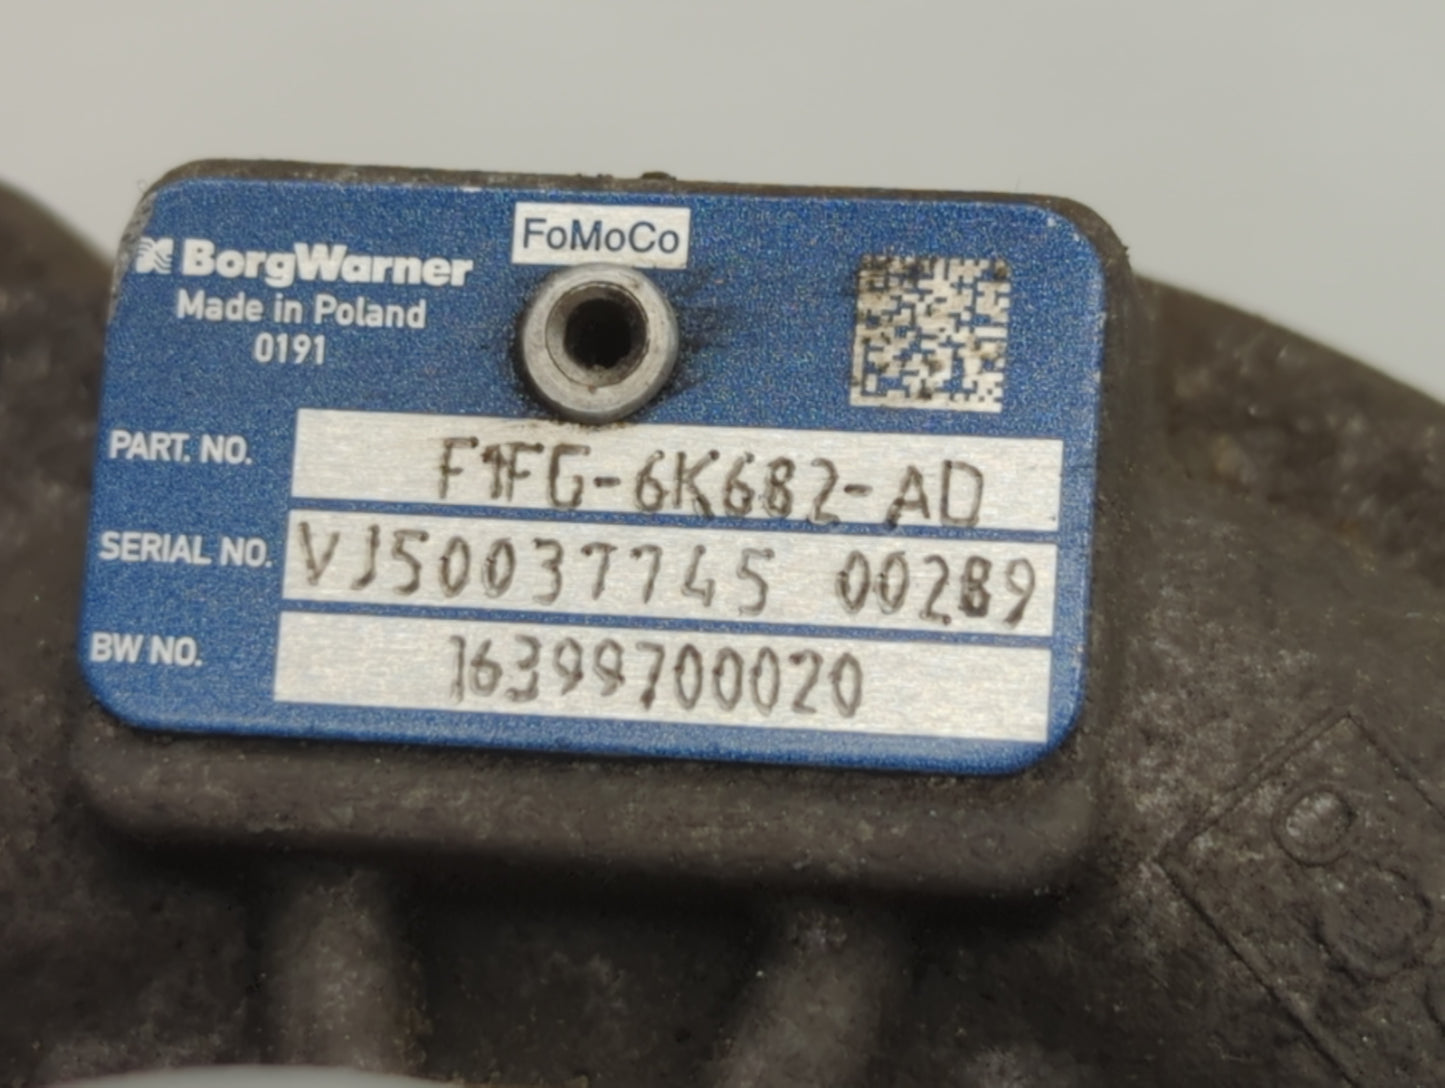 FoMoCo
BorgWarner
Made in Poland
0191
PART. NO. F1FG-6K682-AD
SERIAL NO. VJ50037745 00289
BW NO. 16399700020